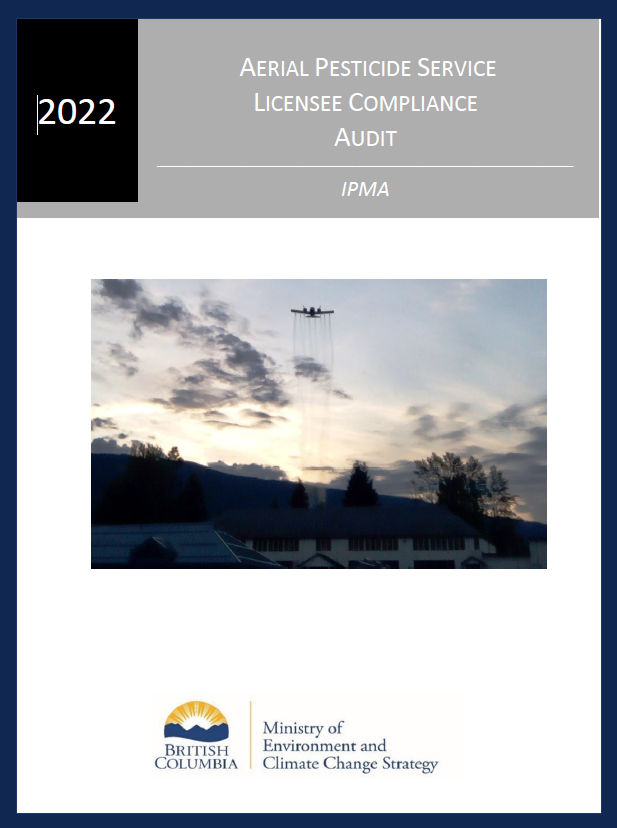 2022
AERIAL PESTICIDE SERVICE
LICENSEE COMPLIANCE
AUDIT
IPMA
BRITISH
COLUMBIA
Ministry of
Environment and
Climate Change Strategy